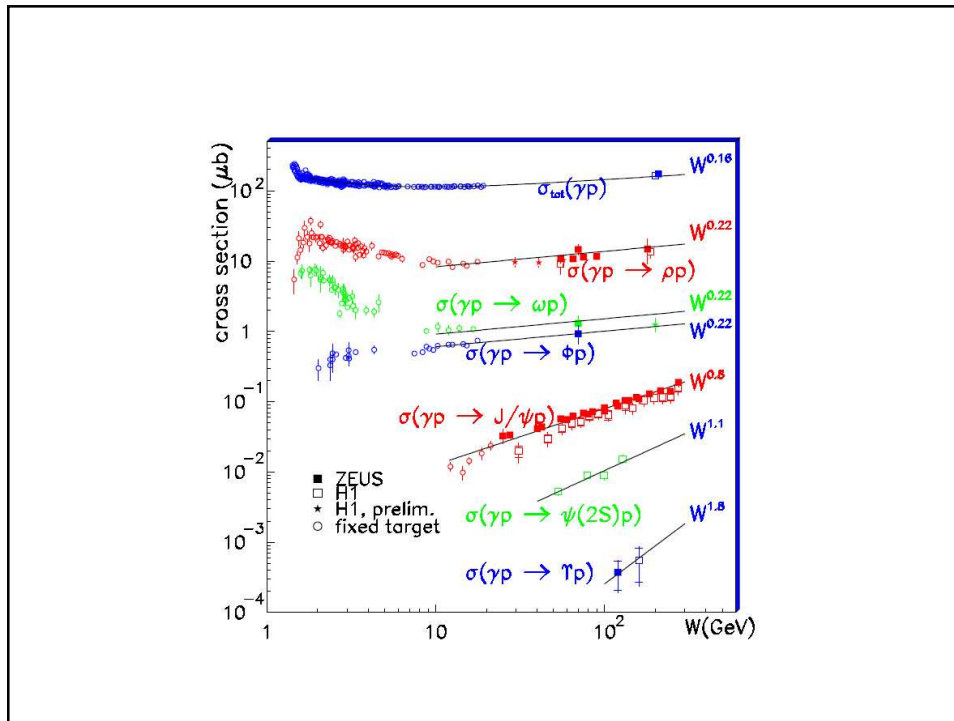 cross section (μb)
10²
10
1
10⁻¹
10⁻²
10⁻³
10⁻⁴
1
10
10²
W(GeV)
σtot(γp)
W^0.16
σ(γp → ρp)
W^0.22
σ(γp → ωp)
W^0.22
σ(γp → Φp)
W^0.22
σ(γp → J/ψp)
W^0.8
σ(γp → ψ(2S)p)
W^1.1
σ(γp → ϒp)
W^1.8
ZEUS
H1
H1, prelim.
fixed target